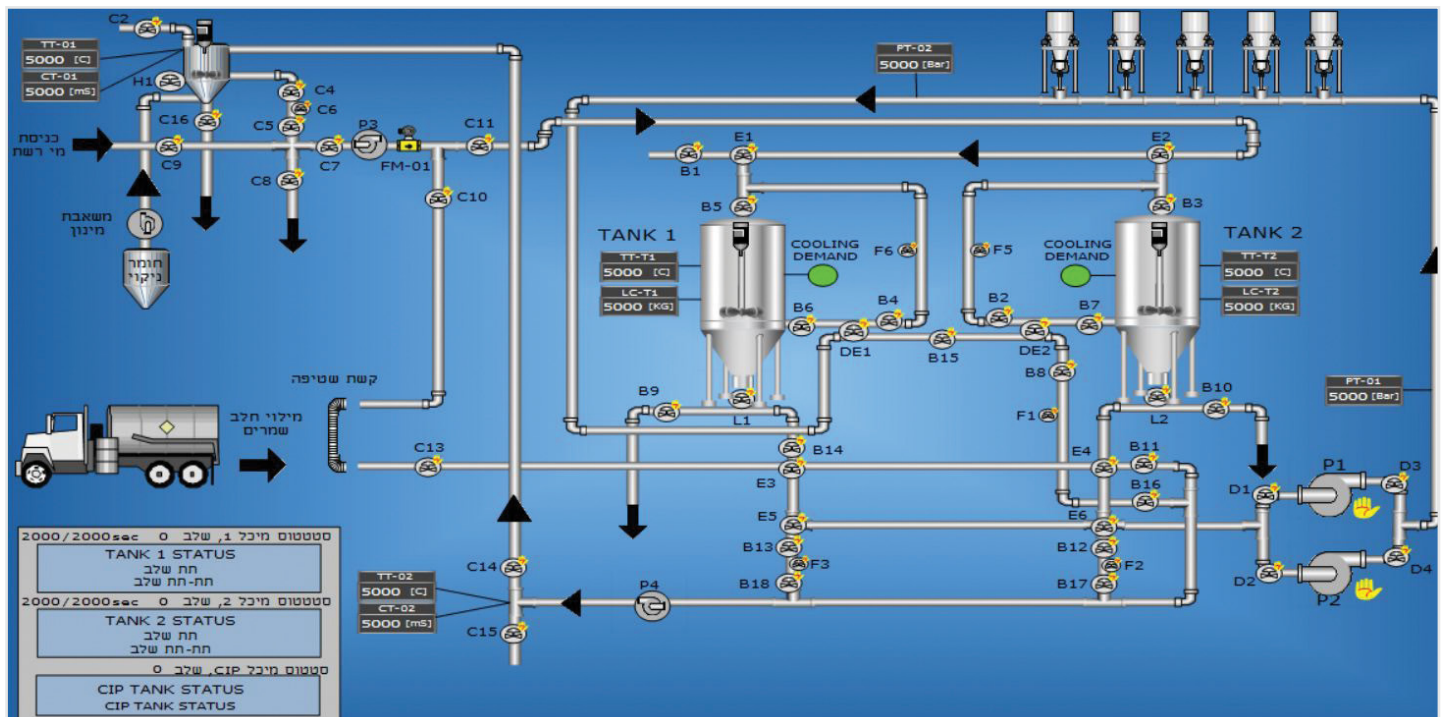 C2
TT-01
5000 [C]
CT-01
5000 [mS]
H1
C4
C6
C16
C5
P3
C11
כניסת
מי רשת
C9
C7
FM-01
C8
C10
משאבת
מינון
חומר
ניקוי
PT-02
5000 [Bar]
E1
E2
B1
B5
B3
TANK 1
COOLING
DEMAND
F6
F5
COOLING
DEMAND
TANK 2
TT-T1
5000 [C]
LC-T1
5000 [KG]
TT-T2
5000 [C]
LC-T2
5000 [KG]
B6
B4
B2
B7
DE1
B15
DE2
B8
קשת שטיפה
B9
L1
F1
L2
B10
PT-01
5000 [Bar]
מילוי חלב
שמרים
C13
B14
E3
E4
B11
B16
P1
D1
D3
E5
E6
B13
F3
B18
B12
F2
B17
D2
P2
D4
C14
TT-02
5000 [C]
CT-02
5000 [mS]
P4
C15
סטטוס מיכל 1, שלב 0 2000/2000sec
TANK 1 STATUS
תת שלב
תת-תת שלב
סטטוס מיכל 2, שלב 0 2000/2000sec
TANK 2 STATUS
תת שלב
תת-תת שלב
סטטוס מיכל CIP, שלב 0
CIP TANK STATUS
CIP TANK STATUS